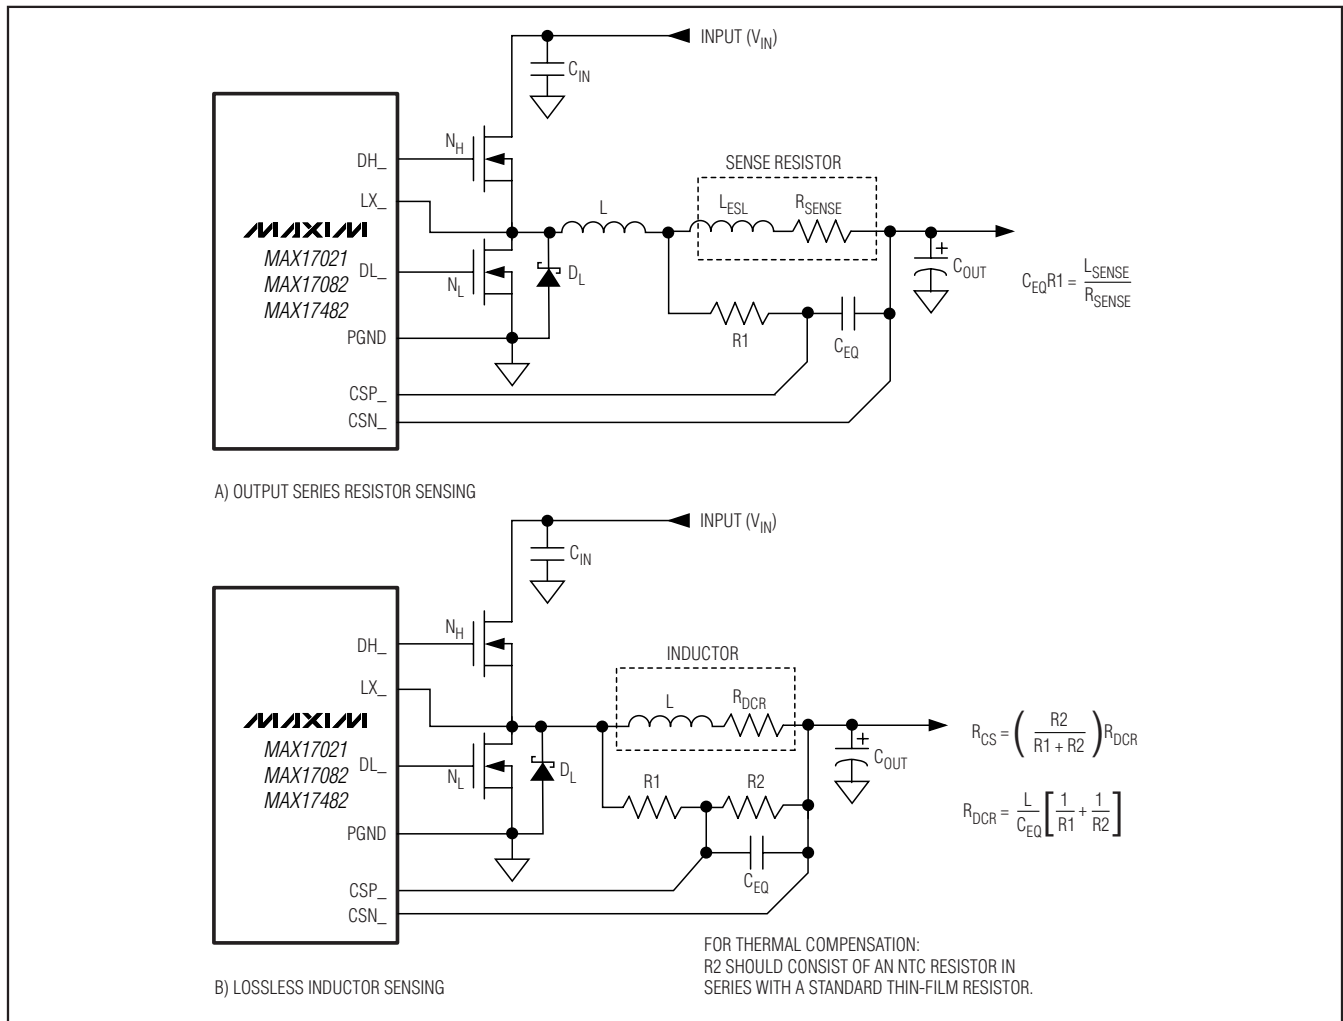 INPUT (VIN)
CIN
NH
DH_
SENSE RESISTOR
LX_
L
LESL
RSENSE
MAXIM
MAX17021
MAX17082
MAX17482
DL_
NL
DL
+
COUT
CEQR1 = LSENSE / RSENSE
PGND
R1
CEQ
CSP_
CSN_
A) OUTPUT SERIES RESISTOR SENSING
INPUT (VIN)
CIN
NH
DH_
INDUCTOR
LX_
L
RDCR
MAXIM
MAX17021
MAX17082
MAX17482
DL_
NL
DL
+
COUT
RCS = ( R2 / R1 + R2 ) RDCR
R1
R2
RDCR = L / CEQ [ 1 / R1 + 1 / R2 ]
PGND
CEQ
CSP_
CSN_
FOR THERMAL COMPENSATION:
R2 SHOULD CONSIST OF AN NTC RESISTOR IN
SERIES WITH A STANDARD THIN-FILM RESISTOR.
B) LOSSLESS INDUCTOR SENSING